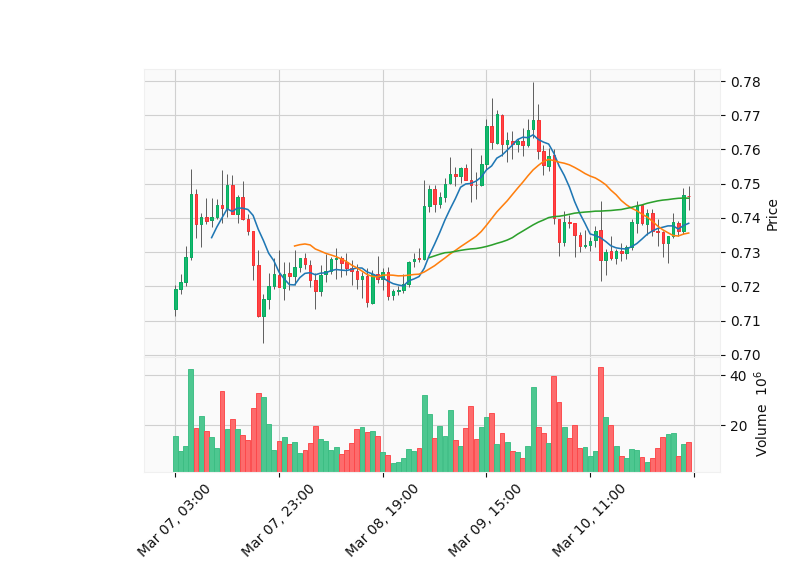 0.78
0.77
0.76
0.75
0.74
0.73
0.72
0.71
0.70
Price
40
20
Volume 10⁶
Mar 07, 03:00
Mar 07, 23:00
Mar 08, 19:00
Mar 09, 15:00
Mar 10, 11:00